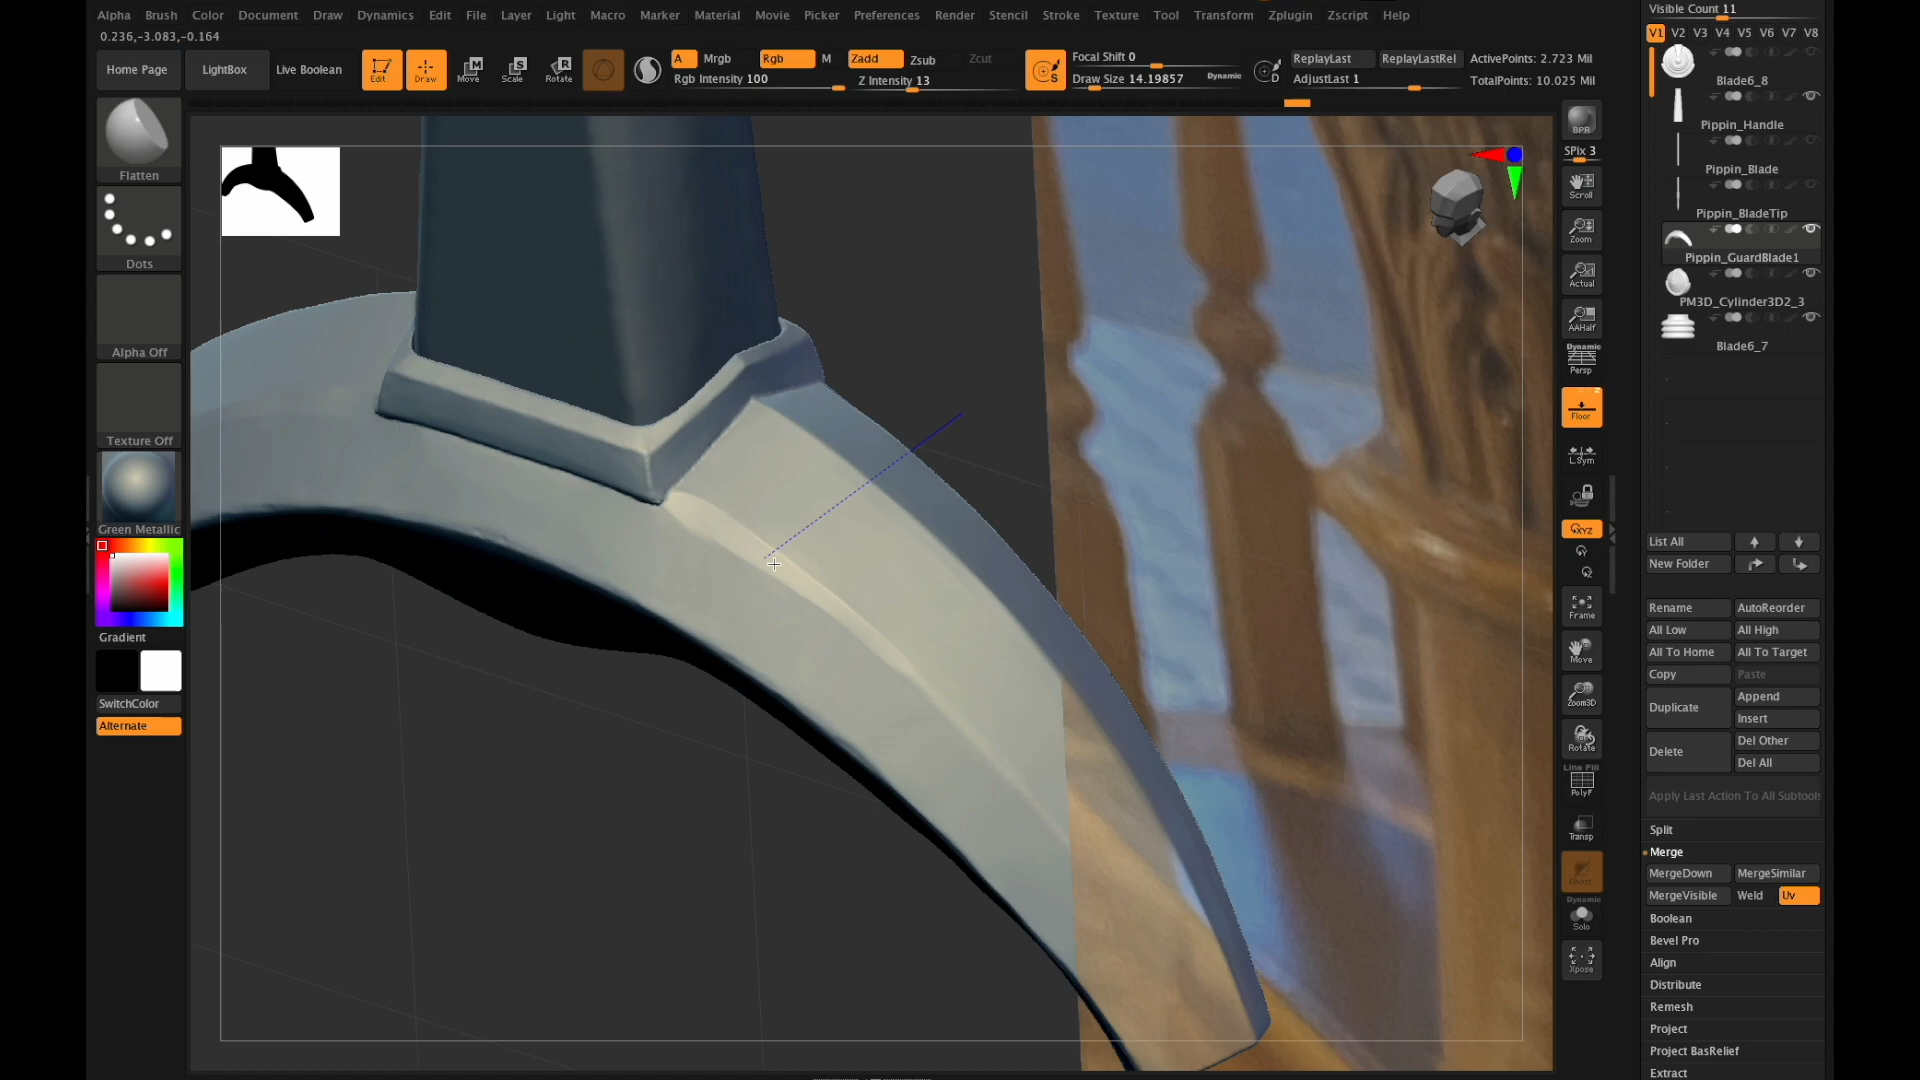 Alpha Brush Color Document Draw Dynamics Edit File Layer Light Macro Marker Material Movie Picker Preferences Render Stencil Stroke Texture Tool Transform Zplugin Zscript Help
0.236,-3.083,-0.164
Home Page LightBox Live Boolean Edit Draw Move Scale Rotate
A Mrgb Rgb M Zadd Zsub Zcut
Rgb Intensity 100 Z Intensity 13
Focal Shift 0
Draw Size 14.19857 Dynamic
ReplayLast ReplayLastRel ActivePoints: 2.723 Mil
AdjustLast 1 TotalPoints: 10.025 Mil
Flatten
Dots
Alpha Off
Texture Off
Green Metallic
Gradient
SwitchColor
Alternate
BPR
SPix 3
Scroll
Zoom
Actual
AAHalf
Dynamic
Persp
Floor
L.Sym
XYZ
Frame
Move
Zoom3D
Rotate
Line Fill
PolyF
Transp
Ghost
Dynamic
Solo
Xpose
Visible Count 11
V1 V2 V3 V4 V5 V6 V7 V8
Blade6_8
Pippin_Handle
Pippin_Blade
Pippin_BladeTip
Pippin_GuardBlade1
PM3D_Cylinder3D2_3
Blade6_7
List All
New Folder
Rename AutoReorder
All Low All High
All To Home All To Target
Copy Paste
Duplicate Append
Insert
Delete Del Other
Del All
Apply Last Action To All Subtools
Split
Merge
MergeDown MergeSimilar
MergeVisible Weld Uv
Boolean
Bevel Pro
Align
Distribute
Remesh
Project
Project BasRelief
Extract